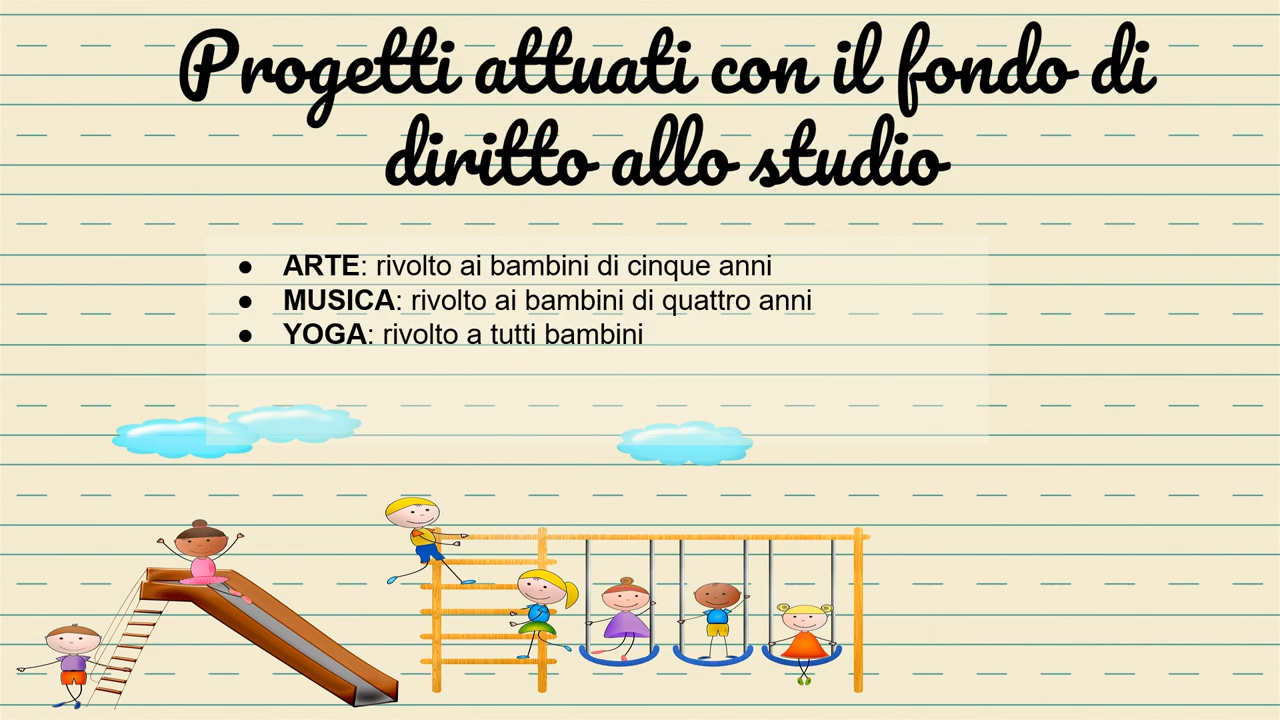 Progetti attuati con il fondo di
diritto allo studio
● ARTE: rivolto ai bambini di cinque anni
● MUSICA: rivolto ai bambini di quattro anni
● YOGA: rivolto a tutti bambini